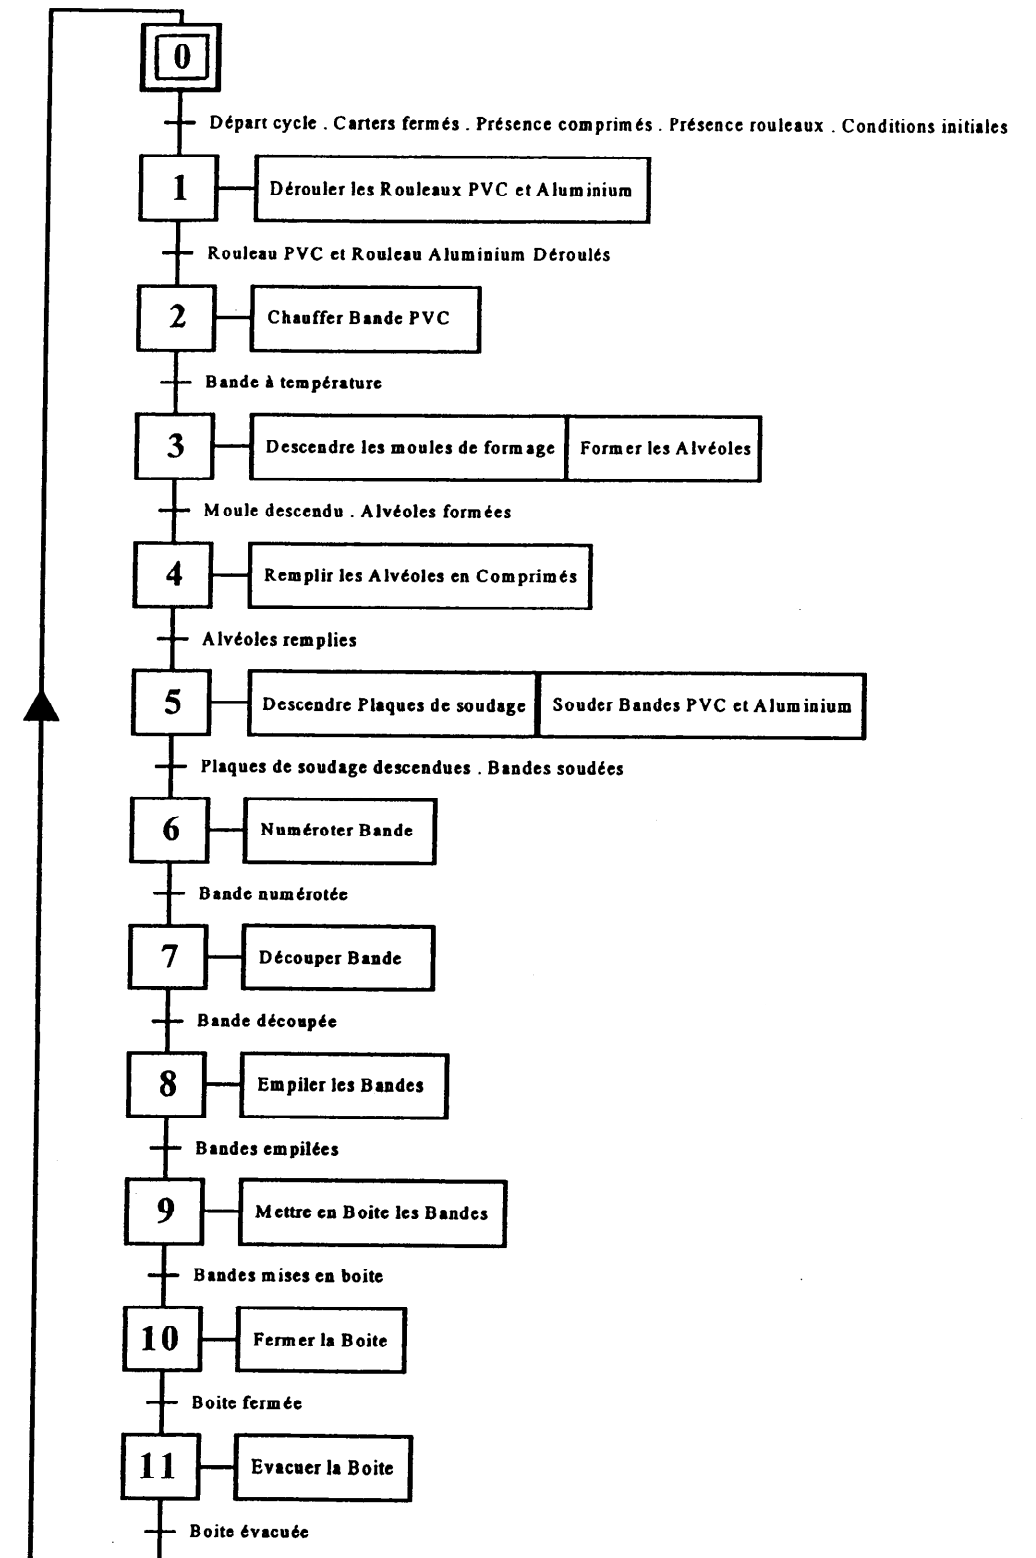 0
Départ cycle . Carters fermés . Présence comprimés . Présence rouleaux . Conditions initiales
1 Dérouler les Rouleaux PVC et Aluminium
Rouleau PVC et Rouleau Aluminium Déroulés
2 Chauffer Bande PVC
Bande à température
3 Descendre les moules de formage Former les Alvéoles
Moule descendu . Alvéoles formées
4 Remplir les Alvéoles en Comprimés
Alvéoles remplies
5 Descendre Plaques de soudage Souder Bandes PVC et Aluminium
Plaques de soudage descendues . Bandes soudées
6 Numéroter Bande
Bande numérotée
7 Découper Bande
Bande découpée
8 Empiler les Bandes
Bandes empilées
9 Mettre en Boite les Bandes
Bandes mises en boite
10 Fermer la Boite
Boite fermée
11 Evacuer la Boite
Boite évacuée